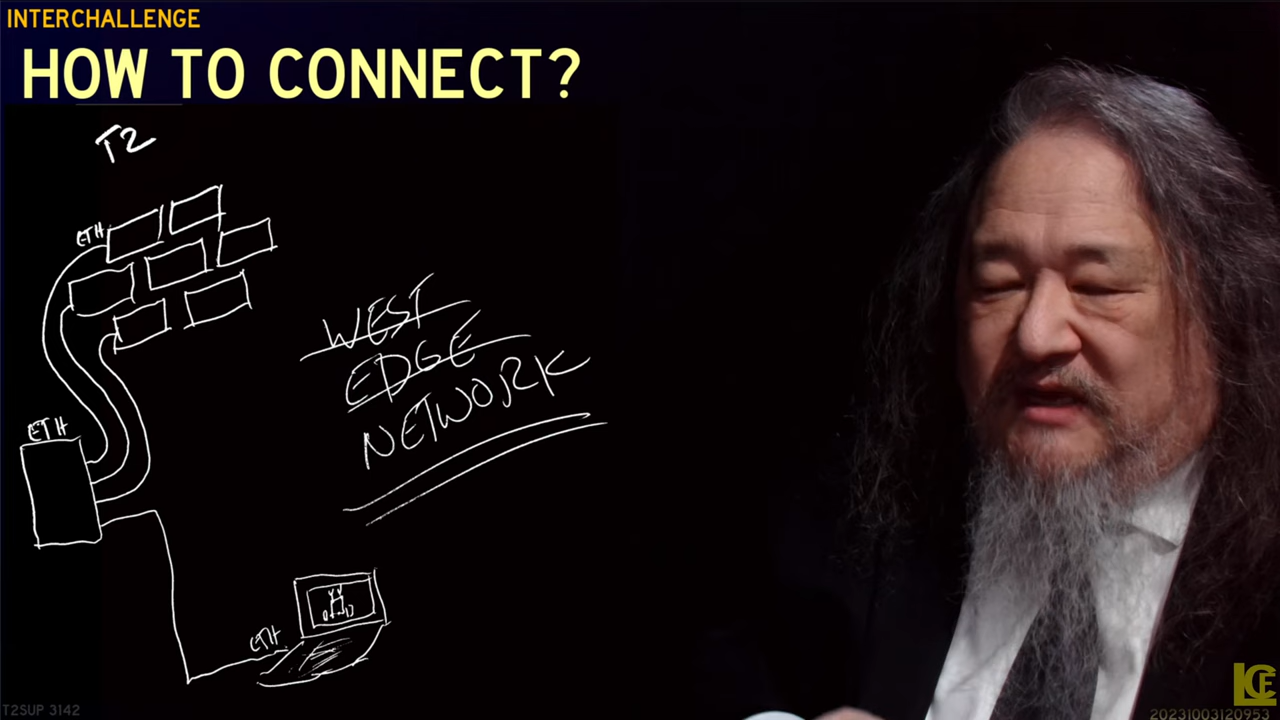 INTERCHALLENGE
HOW TO CONNECT?
T2
ETH
WEST
EDGE
NETWORK
ETH
ETH
T2SUP 3142
20231003120953